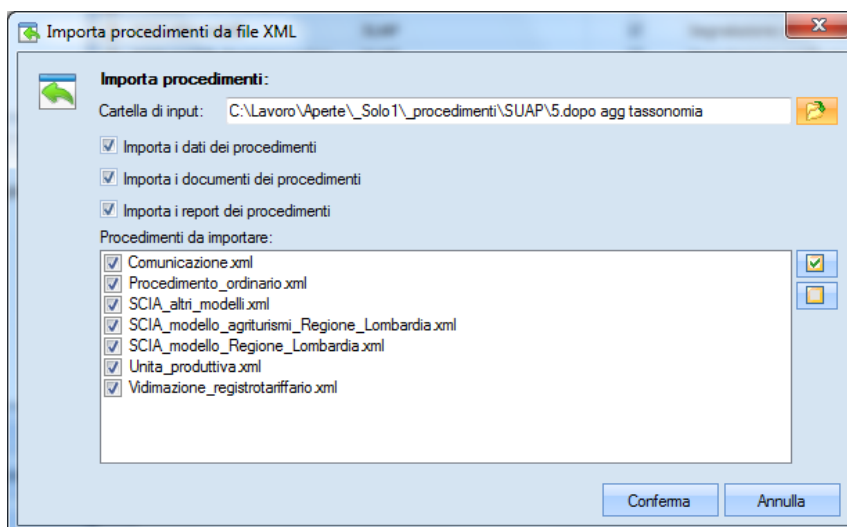 Importa procedimenti da file XML
Importa procedimenti:
Cartella di input: C:\Lavoro\Aperte\_Solo1\_procedimenti\SUAP\5.dopo agg tassonomia
Importa i dati dei procedimenti
Importa i documenti dei procedimenti
Importa i report dei procedimenti
Procedimenti da importare:
Comunicazione.xml
Procedimento_ordinario.xml
SCIA_altri_modelli.xml
SCIA_modello_agriturismi_Regione_Lombardia.xml
SCIA_modello_Regione_Lombardia.xml
Unita_produttiva.xml
Vidimazione_registrotariffario.xml
Conferma Annulla